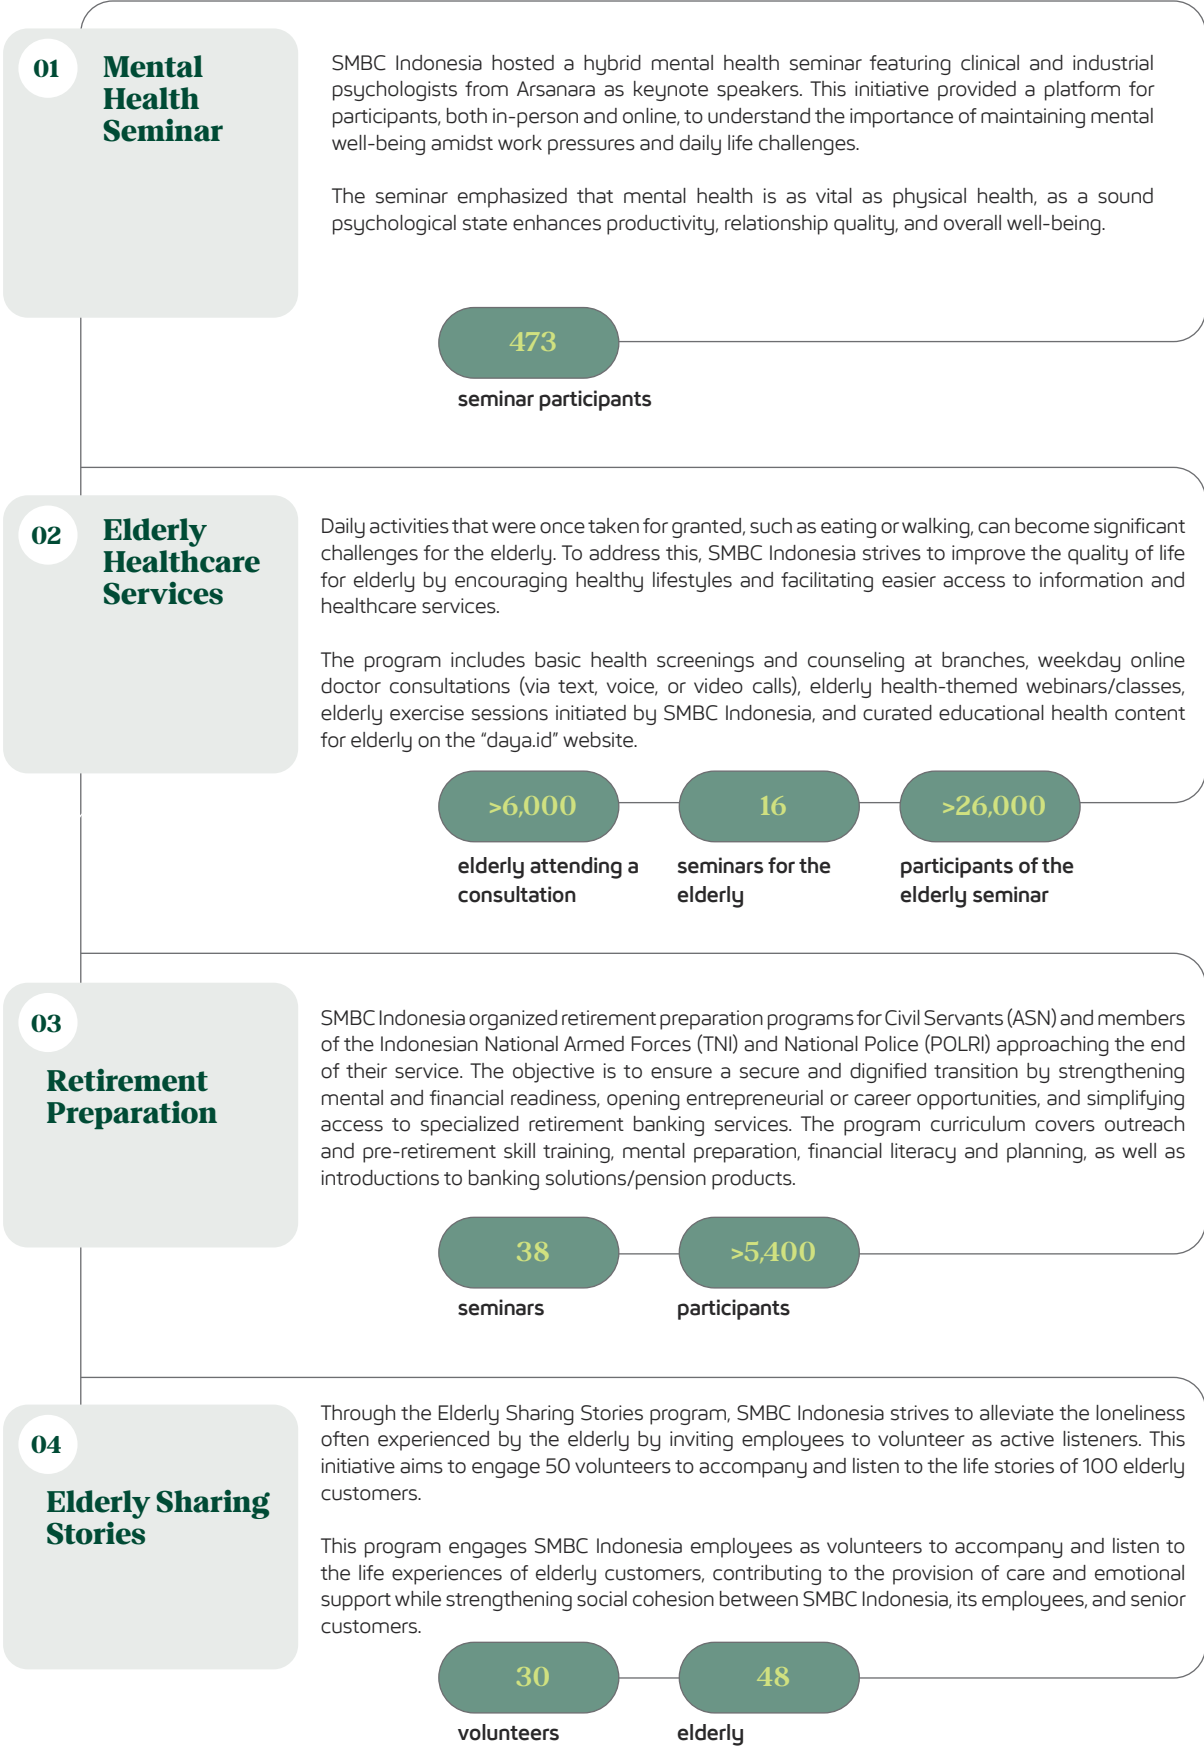 01
Mental
Health
Seminar
SMBC Indonesia hosted a hybrid mental health seminar featuring clinical and industrial
psychologists from Arsanara as keynote speakers. This initiative provided a platform for
participants, both in-person and online, to understand the importance of maintaining mental
well-being amidst work pressures and daily life challenges.
The seminar emphasized that mental health is as vital as physical health, as a sound
psychological state enhances productivity, relationship quality, and overall well-being.
473
seminar participants
02
Elderly
Healthcare
Services
Daily activities that were once taken for granted, such as eating or walking, can become significant
challenges for the elderly. To address this, SMBC Indonesia strives to improve the quality of life
for elderly by encouraging healthy lifestyles and facilitating easier access to information and
healthcare services.
The program includes basic health screenings and counseling at branches, weekday online
doctor consultations (via text, voice, or video calls), elderly health-themed webinars/classes,
elderly exercise sessions initiated by SMBC Indonesia, and curated educational health content
for elderly on the “daya.id” website.
>6,000
elderly attending a
consultation
16
seminars for the
elderly
>26,000
participants of the
elderly seminar
03
Retirement
Preparation
SMBC Indonesia organized retirement preparation programs for Civil Servants (ASN) and members
of the Indonesian National Armed Forces (TNI) and National Police (POLRI) approaching the end
of their service. The objective is to ensure a secure and dignified transition by strengthening
mental and financial readiness, opening entrepreneurial or career opportunities, and simplifying
access to specialized retirement banking services. The program curriculum covers outreach
and pre-retirement skill training, mental preparation, financial literacy and planning, as well as
introductions to banking solutions/pension products.
38
seminars
>5,400
participants
04
Elderly Sharing
Stories
Through the Elderly Sharing Stories program, SMBC Indonesia strives to alleviate the loneliness
often experienced by the elderly by inviting employees to volunteer as active listeners. This
initiative aims to engage 50 volunteers to accompany and listen to the life stories of 100 elderly
customers.
This program engages SMBC Indonesia employees as volunteers to accompany and listen to
the life experiences of elderly customers, contributing to the provision of care and emotional
support while strengthening social cohesion between SMBC Indonesia, its employees, and senior
customers.
30
volunteers
48
elderly